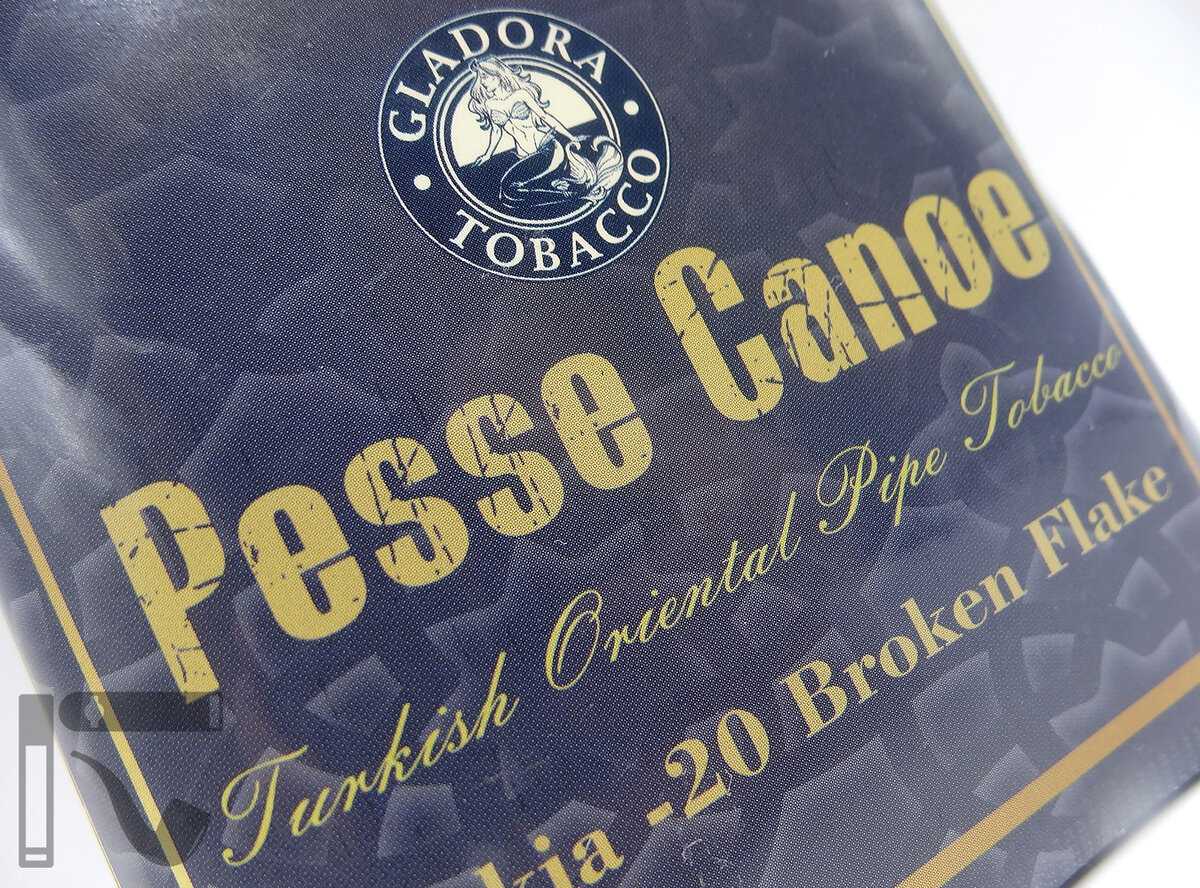 GLADORA
TOBACCO
Pesse Canoe
Turkish Oriental Pipe Tobacco
-20 Broken Flake